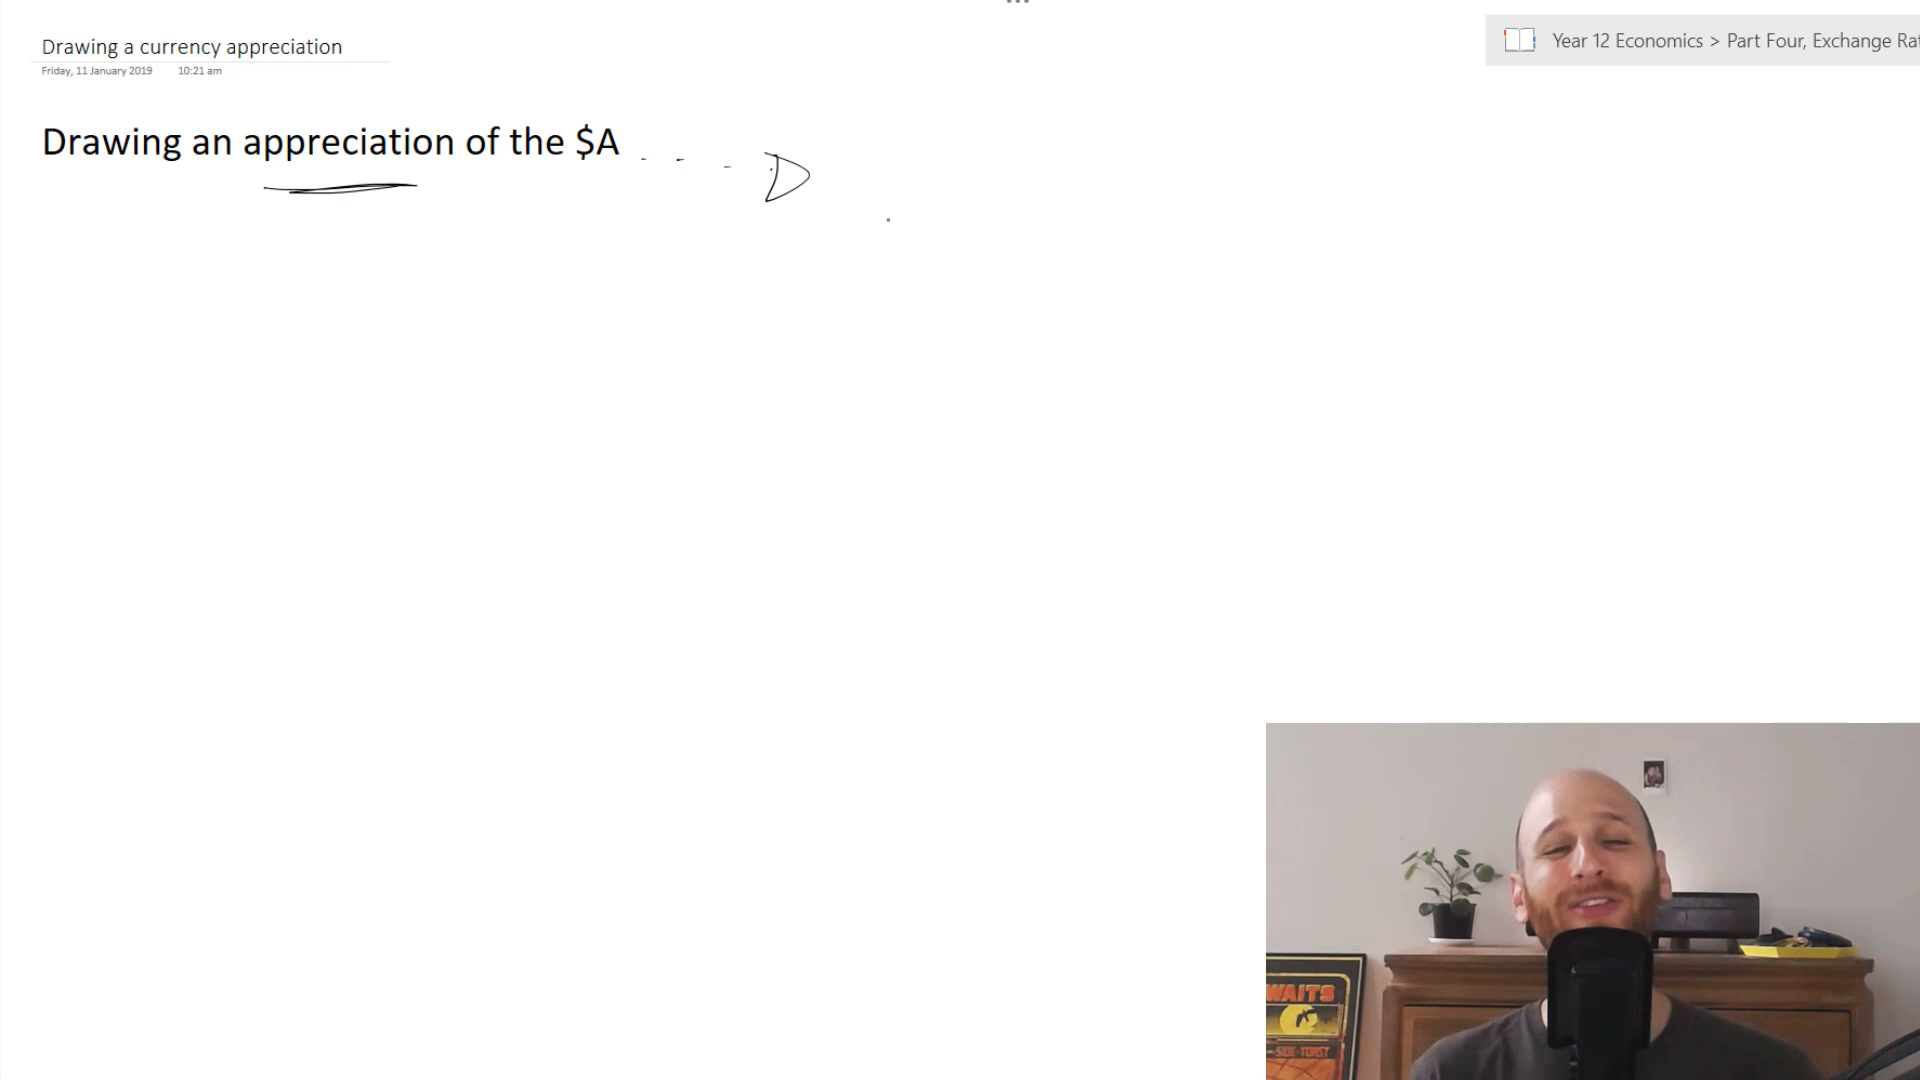 Drawing a currency appreciation
Friday, 11 January 2019 10:21 am
Year 12 Economics > Part Four, Exchange Ra
Drawing an appreciation of the $A
D
WAITS